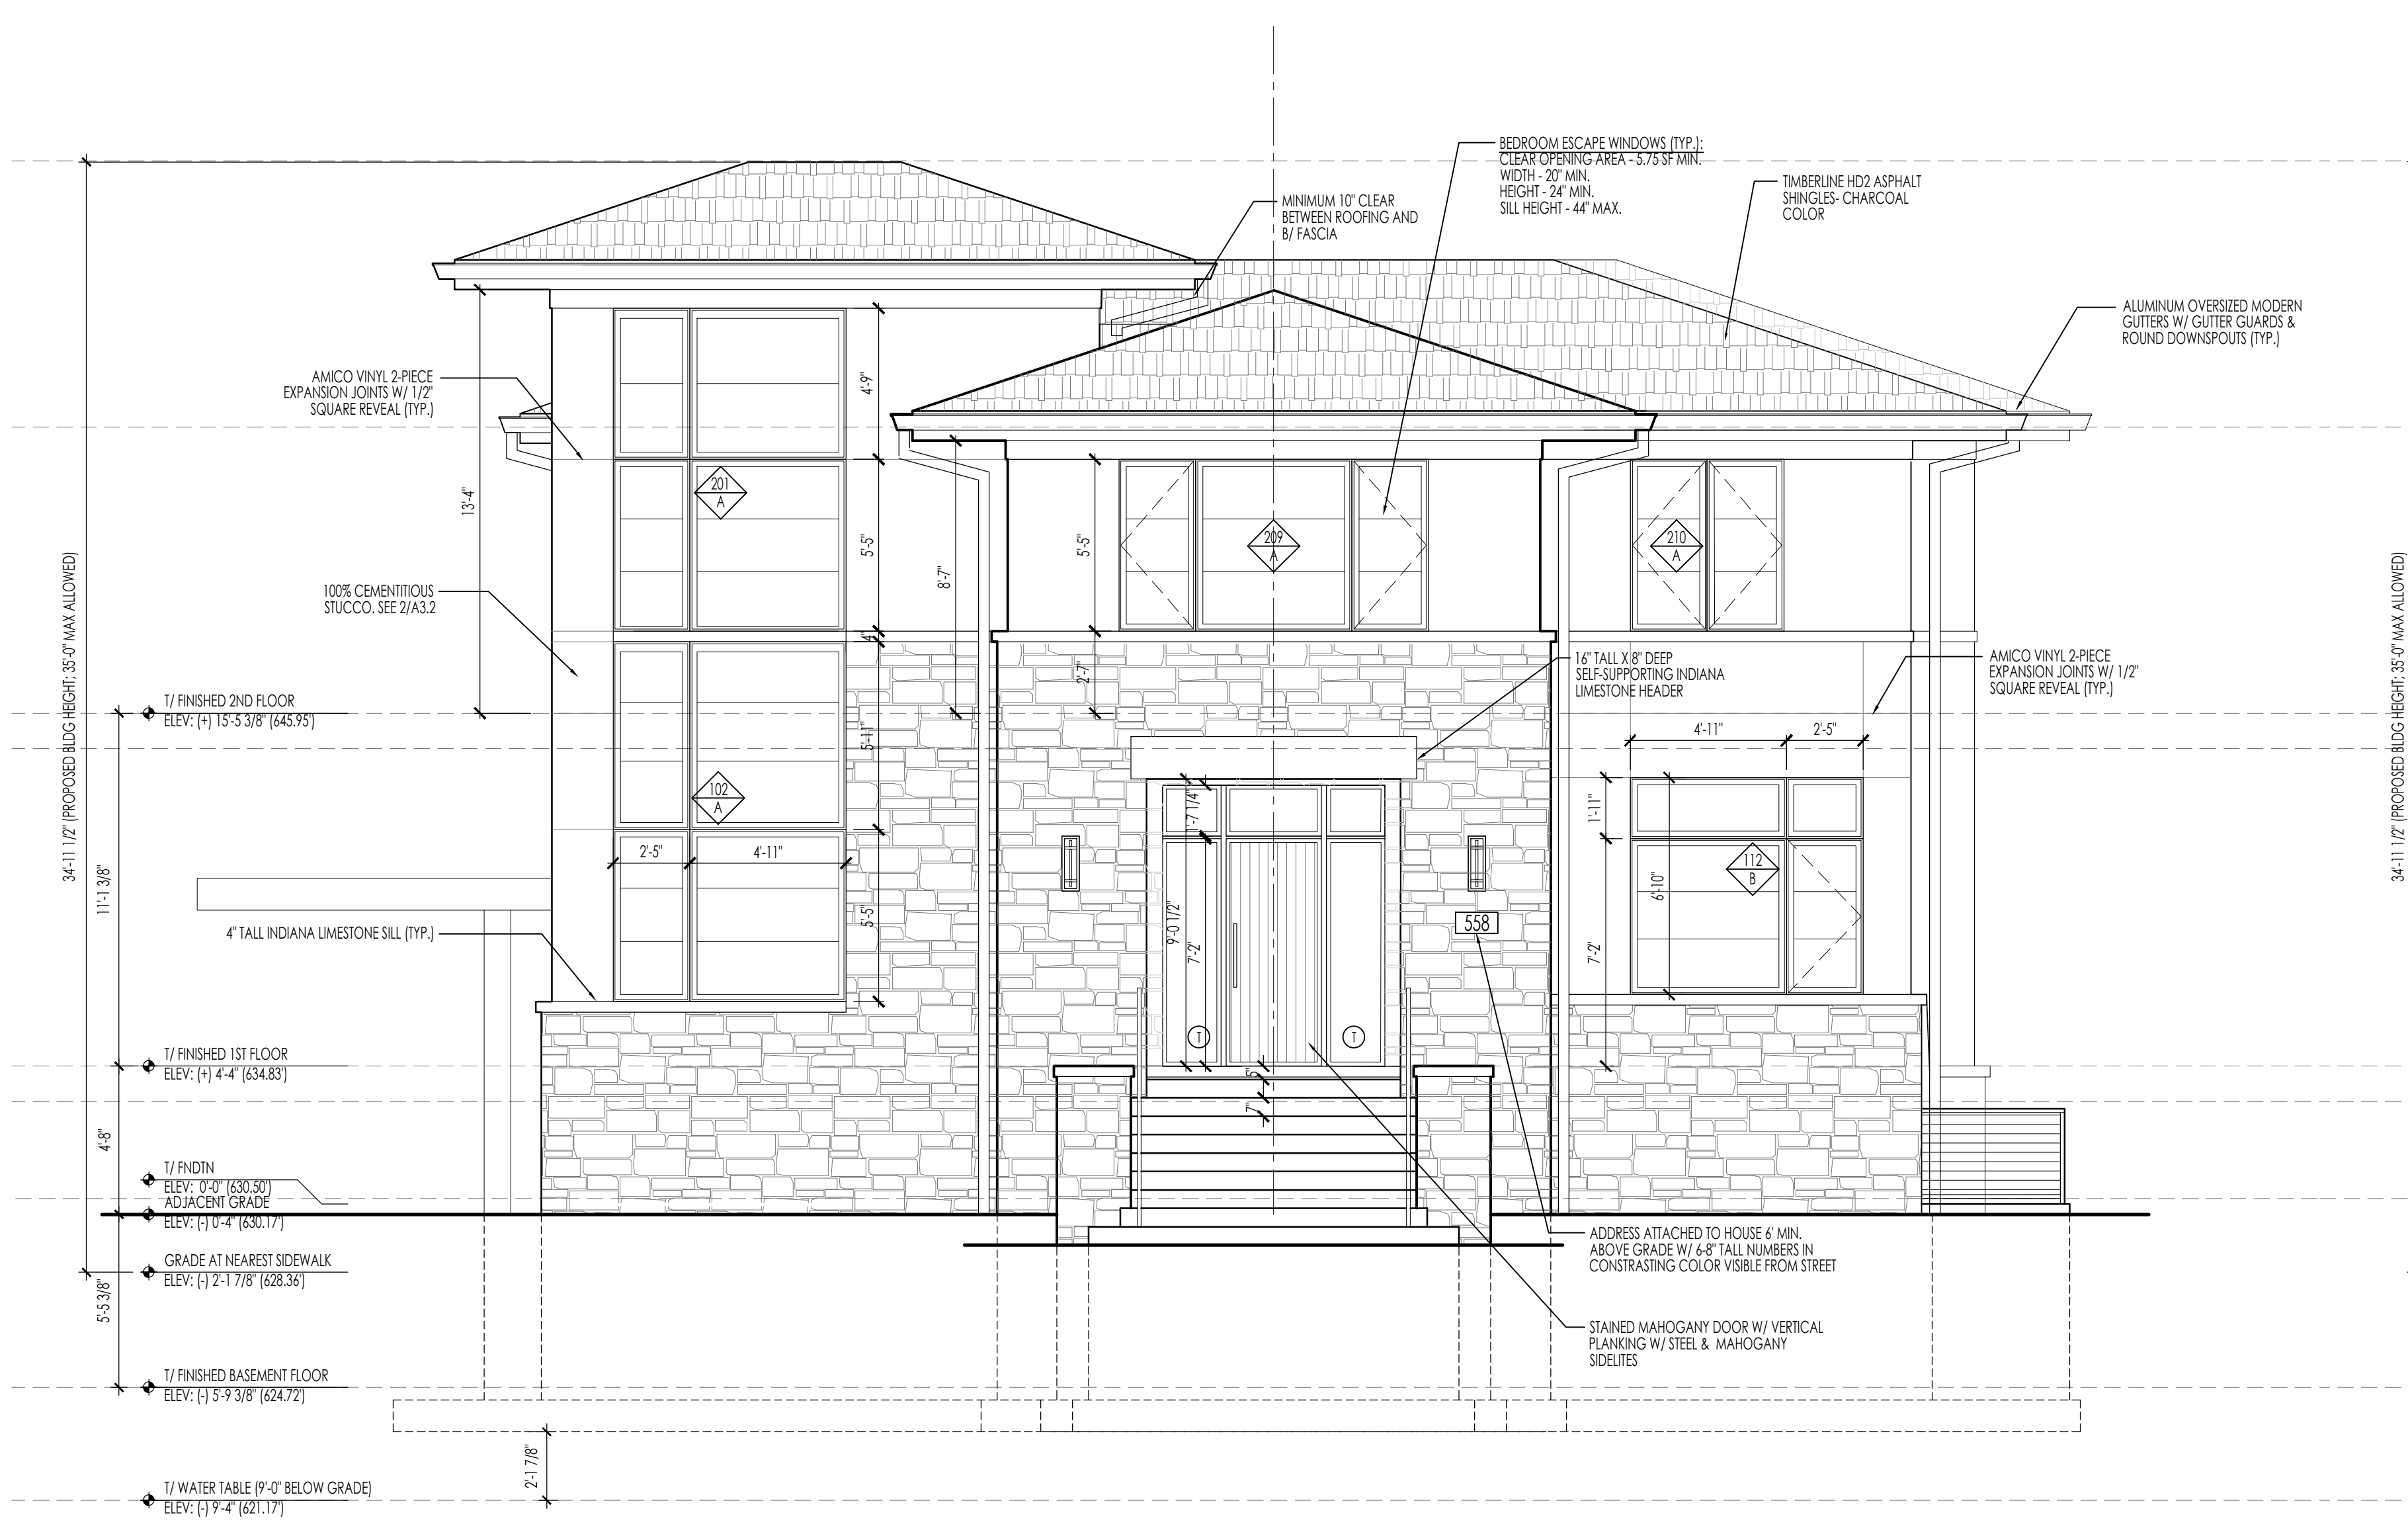 BEDROOM ESCAPE WINDOWS (TYP.):
CLEAR OPENING AREA - 5.75 SF MIN.
WIDTH - 20" MIN.
HEIGHT - 24" MIN.
SILL HEIGHT - 44" MAX.
TIMBERLINE HD2 ASPHALT
SHINGLES- CHARCOAL
COLOR
MINIMUM 10" CLEAR
BETWEEN ROOFING AND
B/ FASCIA
ALUMINUM OVERSIZED MODERN
GUTTERS W/ GUTTER GUARDS &
ROUND DOWNSPOUTS (TYP.)
AMICO VINYL 2-PIECE
EXPANSION JOINTS W/ 1/2"
SQUARE REVEAL (TYP.)
4'-9"
13'-4"
201
A
5'-5"
8'-7"
5'-5"
209
A
210
A
100% CEMENTITIOUS
STUCCO. SEE 2/A3.2
4"
2'-7"
16" TALL X 8" DEEP
SELF-SUPPORTING INDIANA
LIMESTONE HEADER
AMICO VINYL 2-PIECE
EXPANSION JOINTS W/ 1/2"
SQUARE REVEAL (TYP.)
34'-11 1/2" (PROPOSED BLDG HEIGHT; 35'-0" MAX ALLOWED)
34'-11 1/2" (PROPOSED BLDG HEIGHT; 35'-0" MAX ALLOWED)
T/ FINISHED 2ND FLOOR
ELEV: (+) 15'-5 3/8" (645.95')
5'-11"
4'-11"
2'-5"
102
A
1'-7 1/4"
1'-11"
2'-5"
4'-11"
112
B
6'-10"
11'-1 3/8"
5'-5"
9'-0 1/2"
7'-2"
558
7'-2"
4" TALL INDIANA LIMESTONE SILL (TYP.)
T
T
T/ FINISHED 1ST FLOOR
ELEV: (+) 4'-4" (634.83')
5"
7"
4'-8"
T/ FNDTN
ELEV: 0'-0" (630.50')
ADJACENT GRADE
ELEV: (-) 0'-4" (630.17')
GRADE AT NEAREST SIDEWALK
ELEV: (-) 2'-1 7/8" (628.36')
ADDRESS ATTACHED TO HOUSE 6' MIN.
ABOVE GRADE W/ 6-8" TALL NUMBERS IN
CONSTRASTING COLOR VISIBLE FROM STREET
5'-5 3/8"
STAINED MAHOGANY DOOR W/ VERTICAL
PLANKING W/ STEEL & MAHOGANY
SIDELITES
T/ FINISHED BASEMENT FLOOR
ELEV: (-) 5'-9 3/8" (624.72')
2'-1 7/8"
T/ WATER TABLE (9'-0" BELOW GRADE)
ELEV: (-) 9'-4" (621.17')